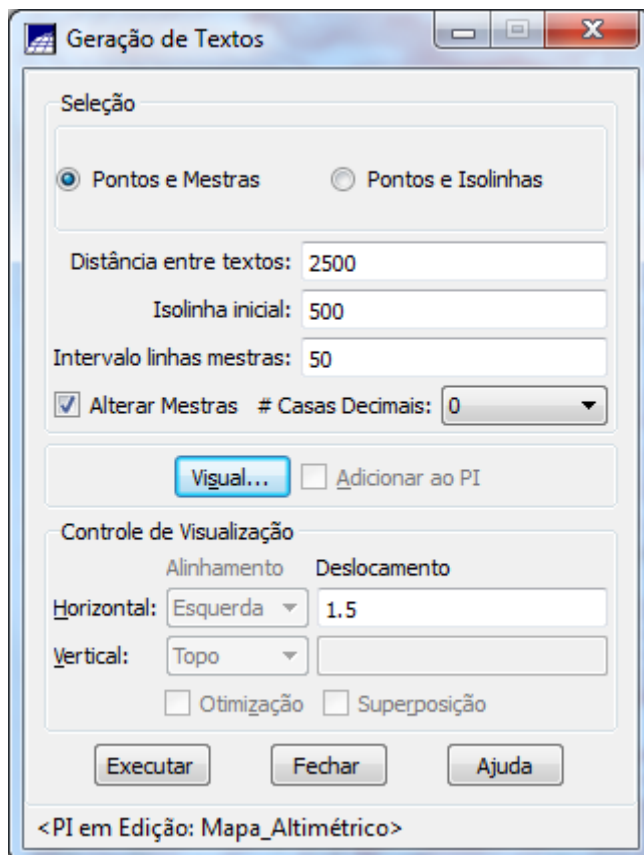 Geração de Textos
Seleção
Pontos e Mestras Pontos e Isolinhas
Distância entre textos: 2500
Isolinha inicial: 500
Intervalo linhas mestras: 50
Alterar Mestras # Casas Decimais: 0
Visual... Adicionar ao PI
Controle de Visualização
Alinhamento Deslocamento
Horizontal: Esquerda 1.5
Vertical: Topo
Otimização Superposição
Executar Fechar Ajuda
<PI em Edição: Mapa_Altimétrico>